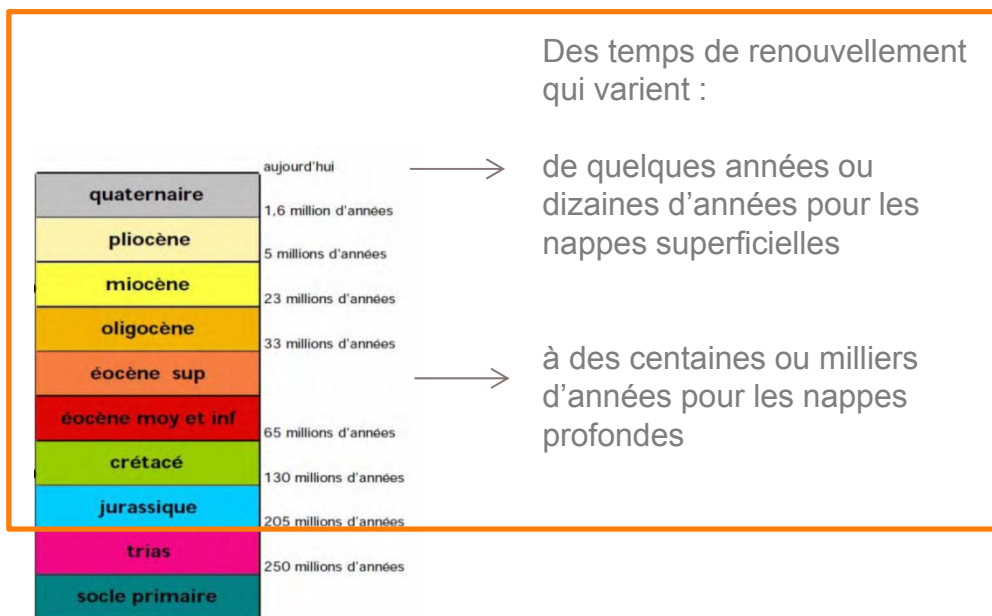 Des temps de renouvellement
qui varient :
aujourd'hui
de quelques années ou
dizaines d'années pour les
nappes superficielles
quaternaire
1,6 million d'années
pliocène
5 millions d'années
miocène
23 millions d'années
oligocène
33 millions d'années
éocène sup
à des centaines ou milliers
d'années pour les nappes
profondes
éocène moy et inf
65 millions d'années
crétacé
130 millions d'années
jurassique
205 millions d'années
trias
250 millions d'années
socle primaire